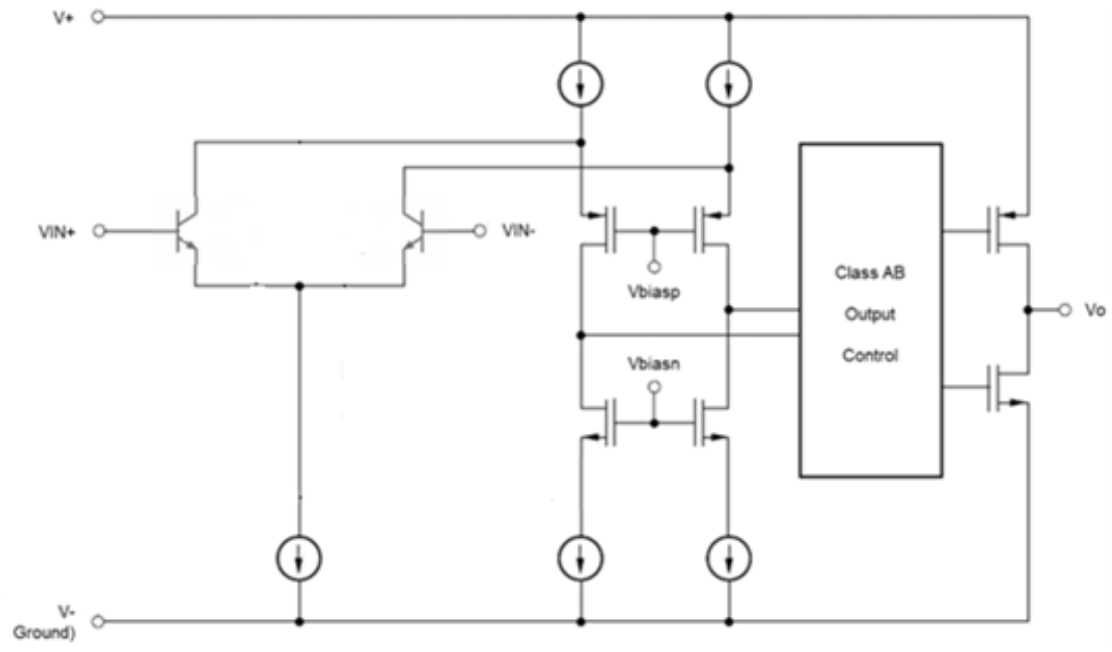 V+
VIN+
VIN-
Vbiasp
Vbiasn
Class AB
Output
Control
Vo
V-
Ground)